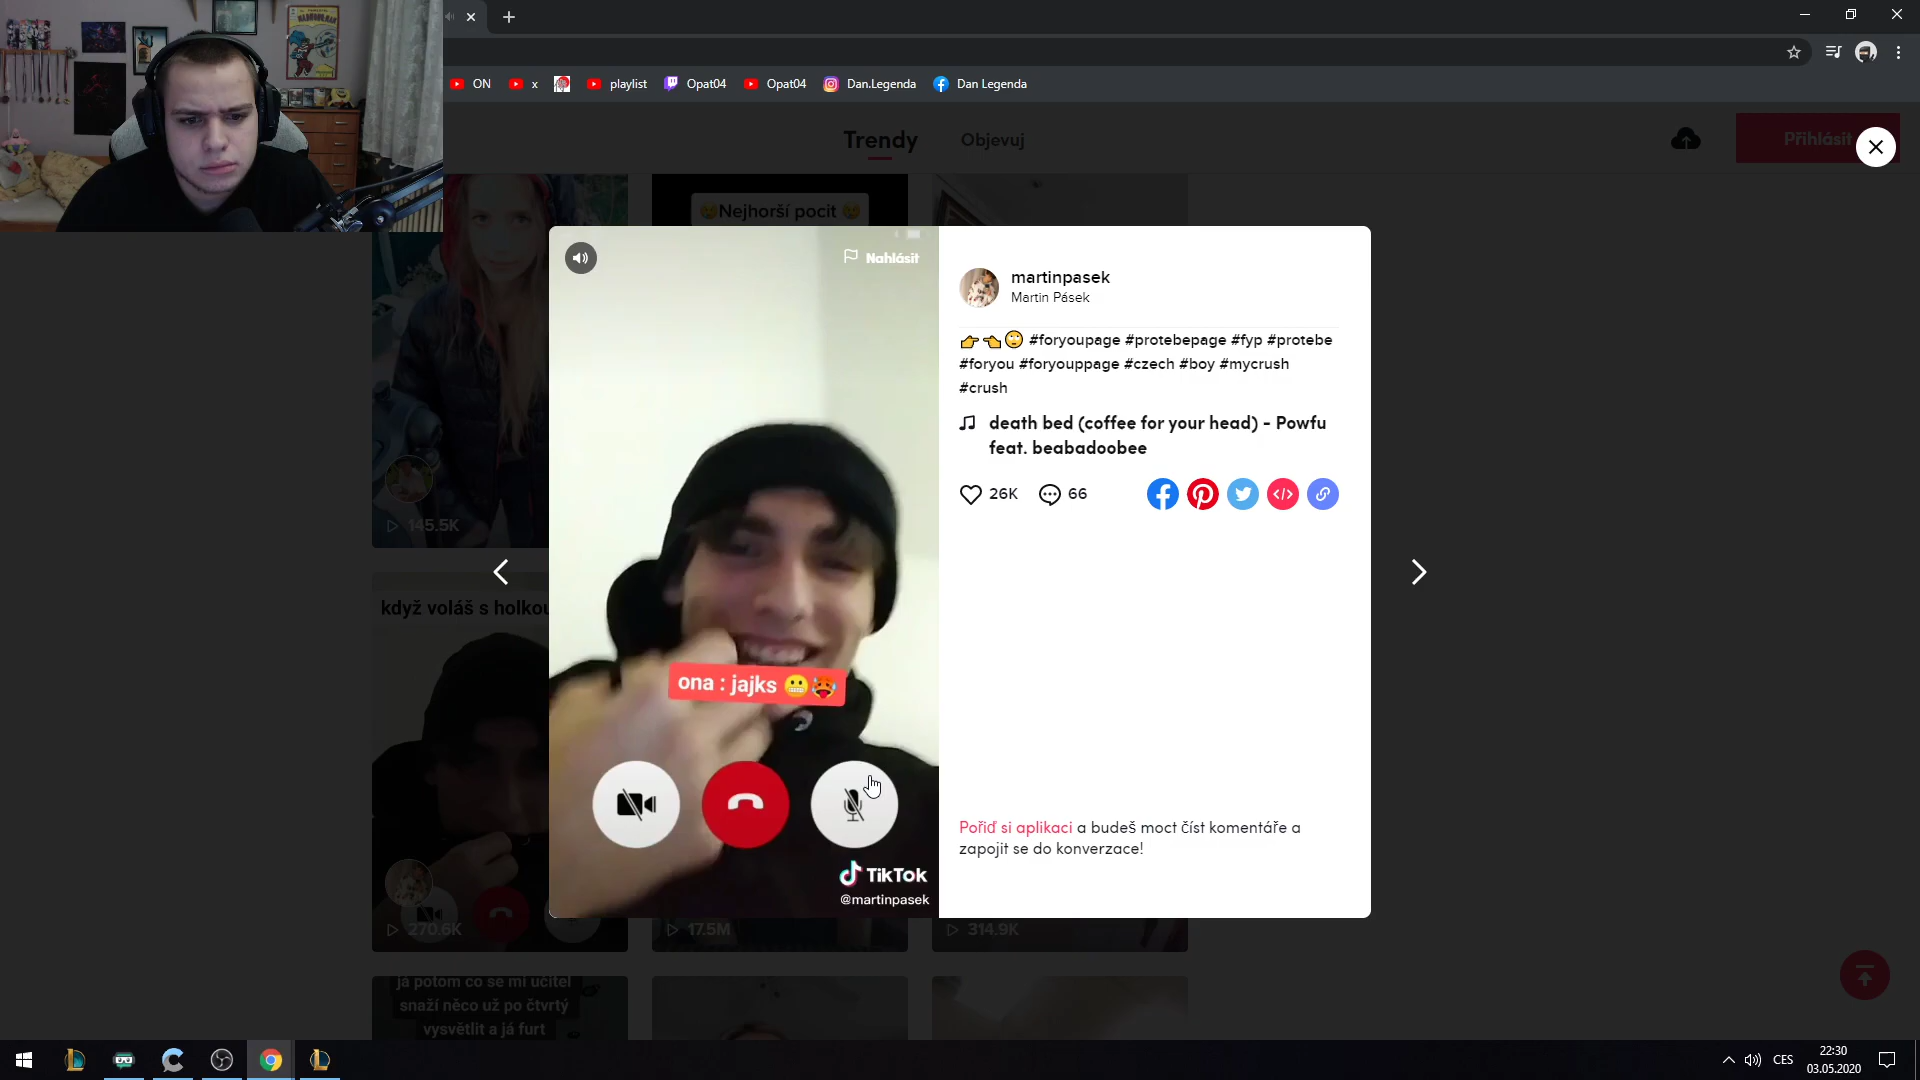 ON
x
playlist
Opat04
Opat04
Dan.Legenda
Dan Legenda
Trendy
Objevuj
Přihlásit
😢Nejhorší pocit 😢
Nahlásit
martinpasek
Martin Pásek
👉👈🙄 #foryoupage #protebepage #fyp #protebe
#foryou #foryouppage #czech #boy #mycrush
#crush
death bed (coffee for your head) - Powfu
feat. beabadoobee
26K
66
145.5K
když voláš s holkou
ona : jajks 😬🥵
TikTok
@martinpasek
Pořiď si aplikaci a budeš moct číst komentáře a
zapojit se do konverzace!
270.6K
17.5M
314.9K
já potom co se mi učitel
snaží něco už po čtvrtý
vysvětlit a já furt
CES
22:30
03.05.2020